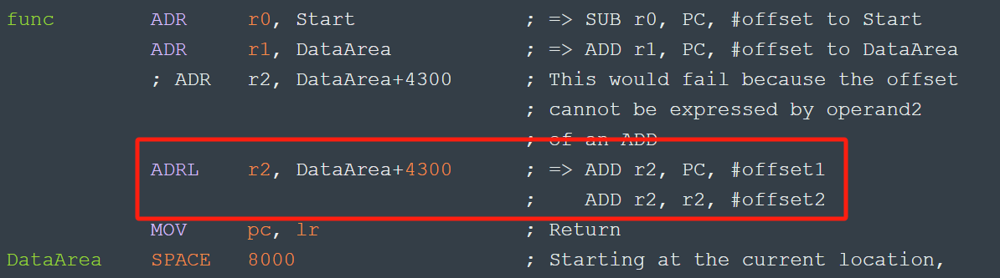 func ADR r0, Start ; => SUB r0, PC, #offset to Start
ADR r1, DataArea ; => ADD r1, PC, #offset to DataArea
; ADR r2, DataArea+4300 ; This would fail because the offset
; cannot be expressed by operand2
; of an ADD
ADRL r2, DataArea+4300 ; => ADD r2, PC, #offset1
; ADD r2, r2, #offset2
MOV pc, lr ; Return
DataArea SPACE 8000 ; Starting at the current location,